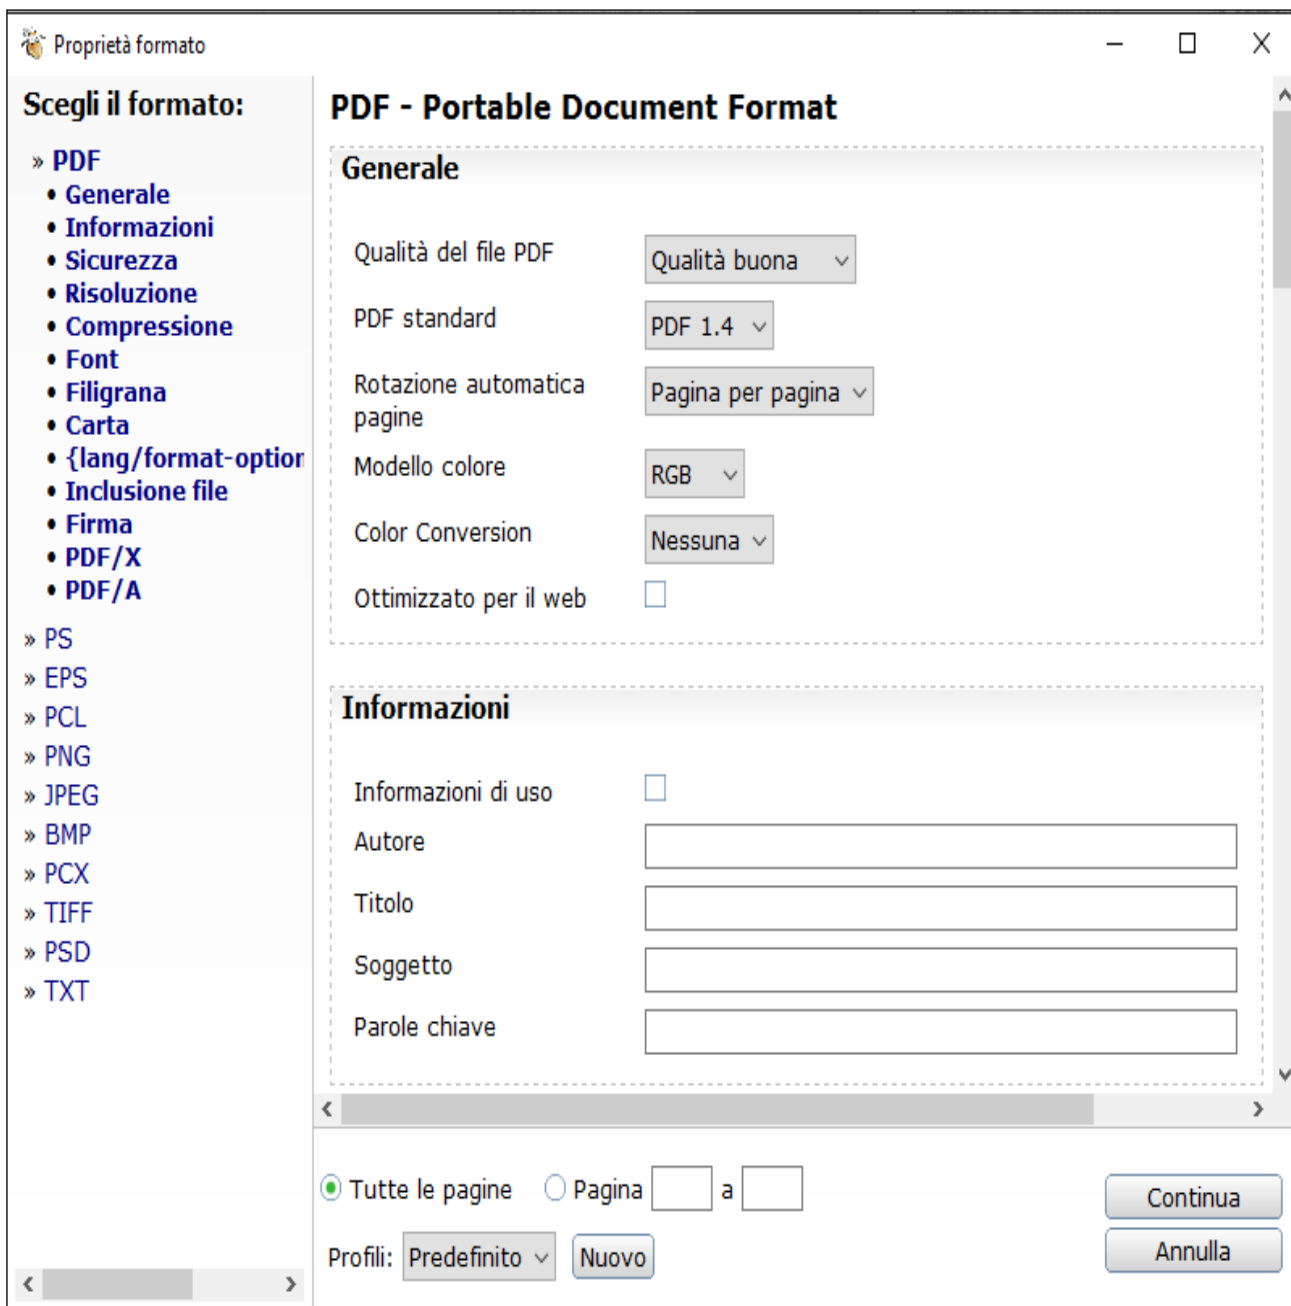 Proprietà formato
Scegli il formato:
» PDF
• Generale
• Informazioni
• Sicurezza
• Risoluzione
• Compressione
• Font
• Filigrana
• Carta
• {lang/format-option
• Inclusione file
• Firma
• PDF/X
• PDF/A
» PS
» EPS
» PCL
» PNG
» JPEG
» BMP
» PCX
» TIFF
» PSD
» TXT
PDF - Portable Document Format
Generale
Qualità del file PDF Qualità buona
PDF standard PDF 1.4
Rotazione automatica pagine Pagina per pagina
Modello colore RGB
Color Conversion Nessuna
Ottimizzato per il web
Informazioni
Informazioni di uso
Autore
Titolo
Soggetto
Parole chiave
Tutte le pagine Pagina a
Continua
Profili: Predefinito Nuovo
Annulla